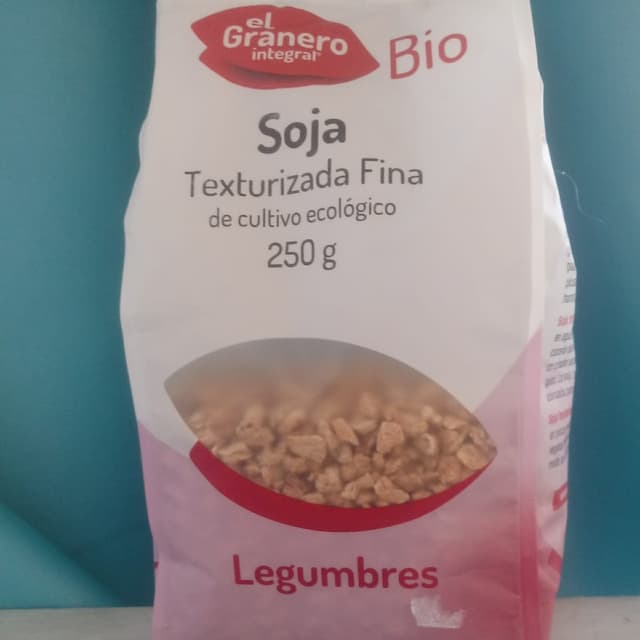 el
Granero
integral
Bio
Soja
Texturizada Fina
de cultivo ecológico
250 g
Legumbres